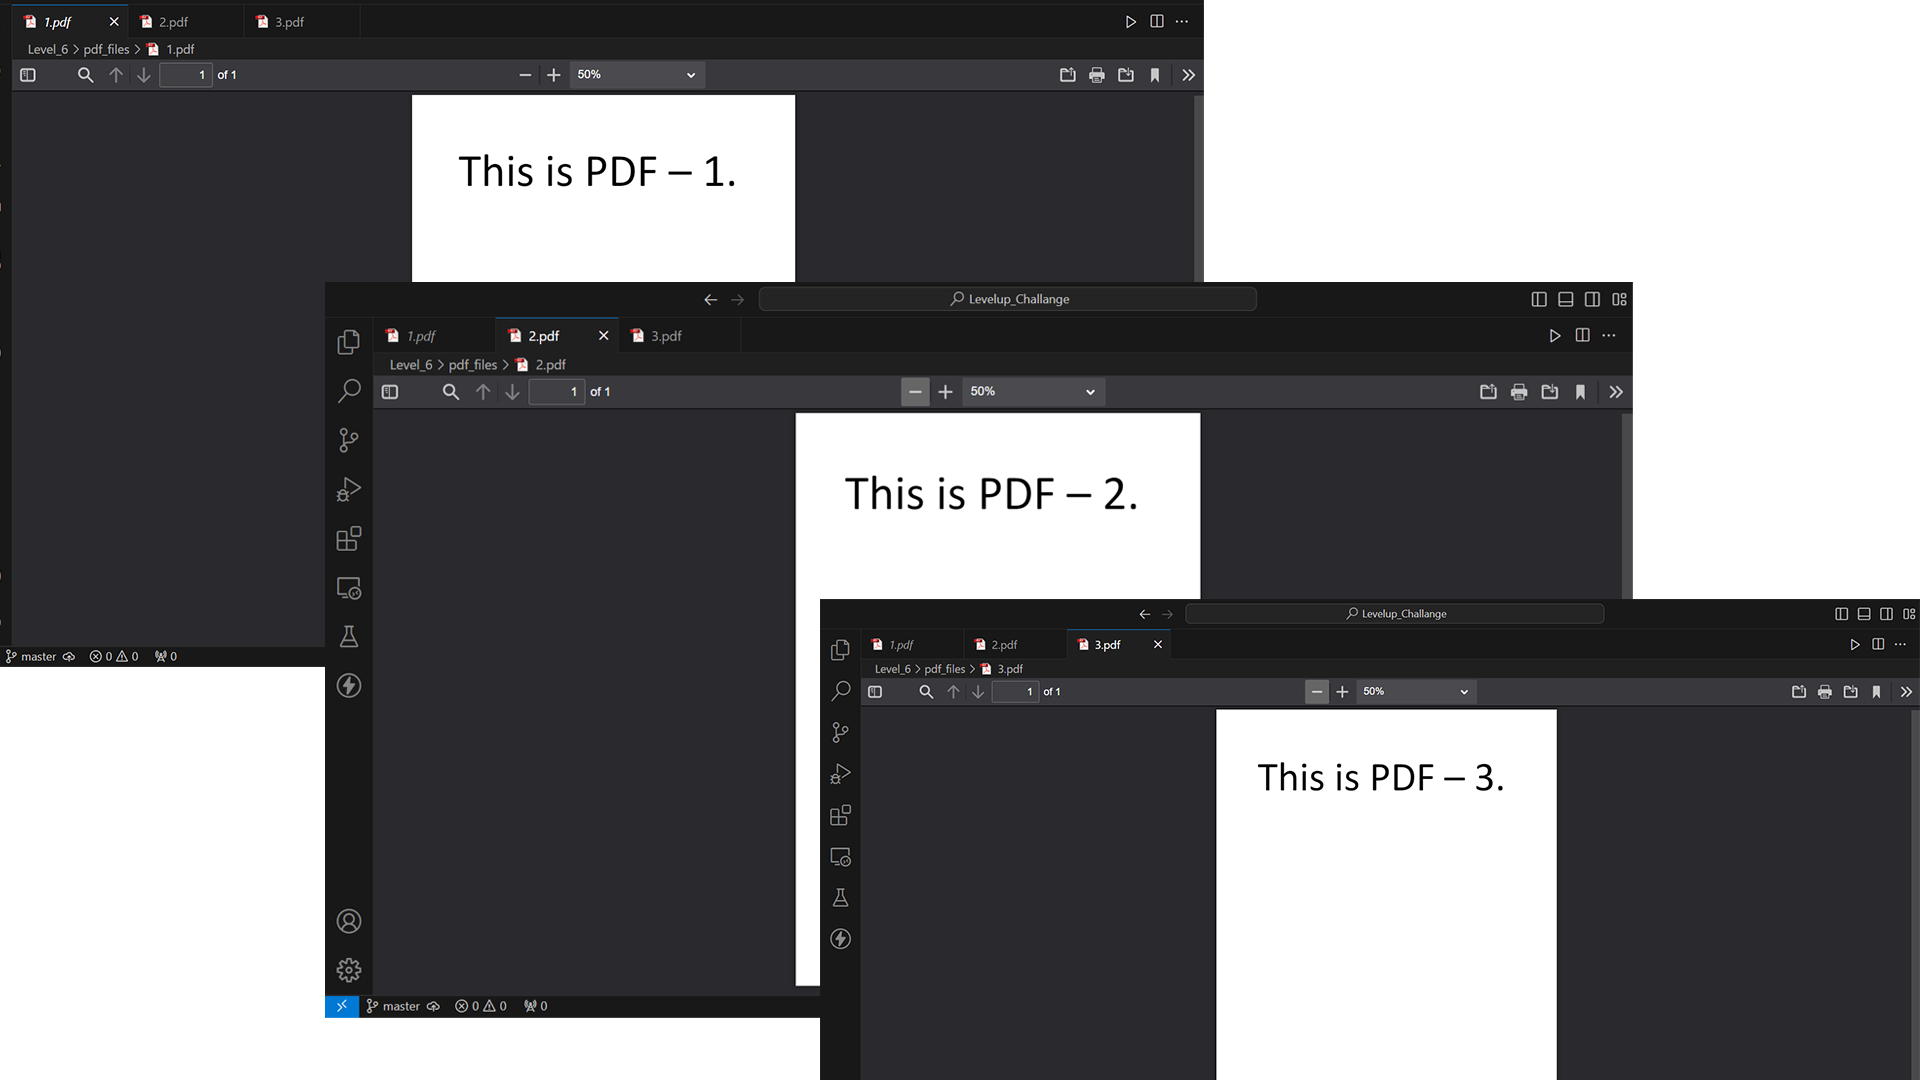 1.pdf 2.pdf 3.pdf
Level_6 > pdf_files > 1.pdf
1 of 1 50%
This is PDF – 1.
master 0 0 0
Levelup_Challange
1.pdf 2.pdf 3.pdf
Level_6 > pdf_files > 2.pdf
1 of 1 50%
This is PDF – 2.
master 0 0 0
Levelup_Challange
1.pdf 2.pdf 3.pdf
Level_6 > pdf_files > 3.pdf
1 of 1 50%
This is PDF – 3.